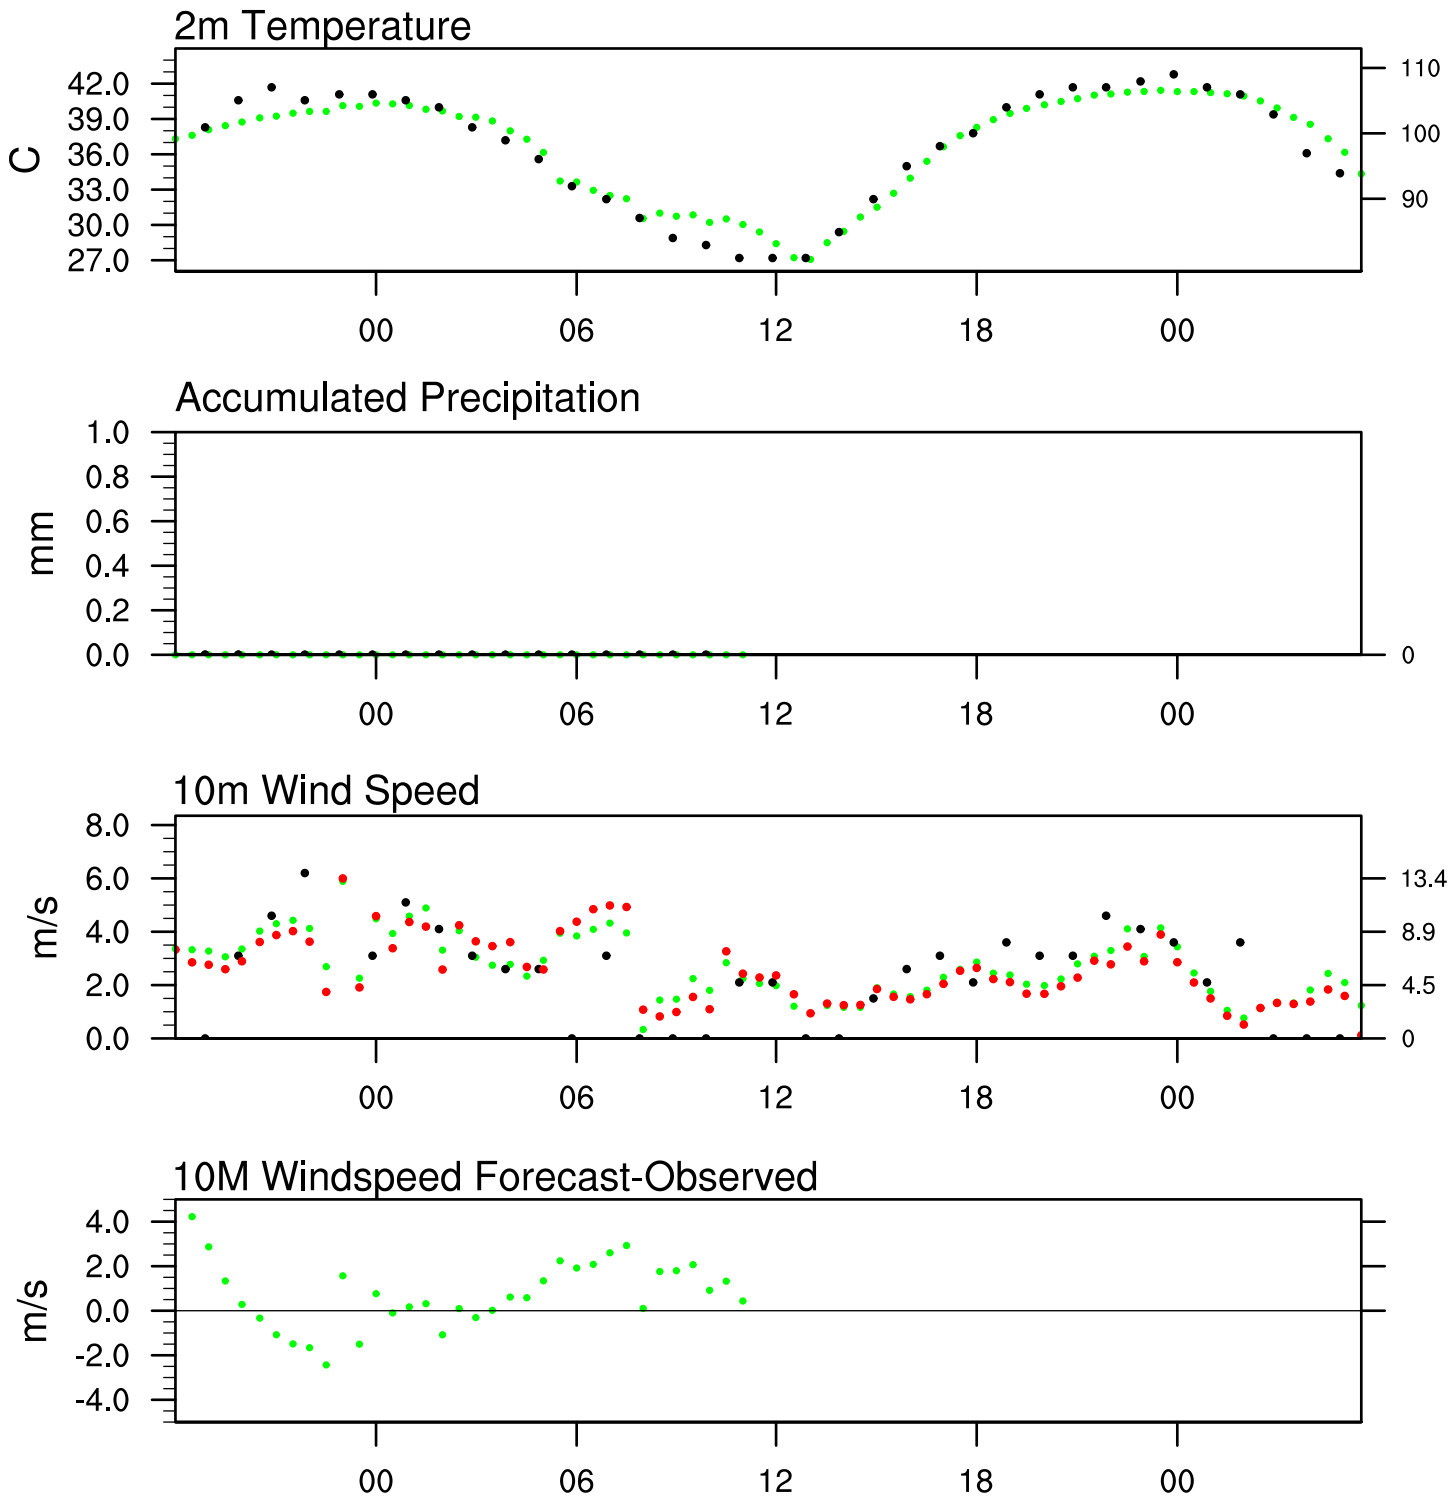 2m Temperature
C
42.0
39.0
36.0
33.0
30.0
27.0
110
100
90
00 06 12 18 00
Accumulated Precipitation
mm
1.0
0.8
0.6
0.4
0.2
0.0
0
00 06 12 18 00
10m Wind Speed
m/s
8.0
6.0
4.0
2.0
0.0
13.4
8.9
4.5
0
00 06 12 18 00
10M Windspeed Forecast-Observed
m/s
4.0
2.0
0.0
-2.0
-4.0
00 06 12 18 00